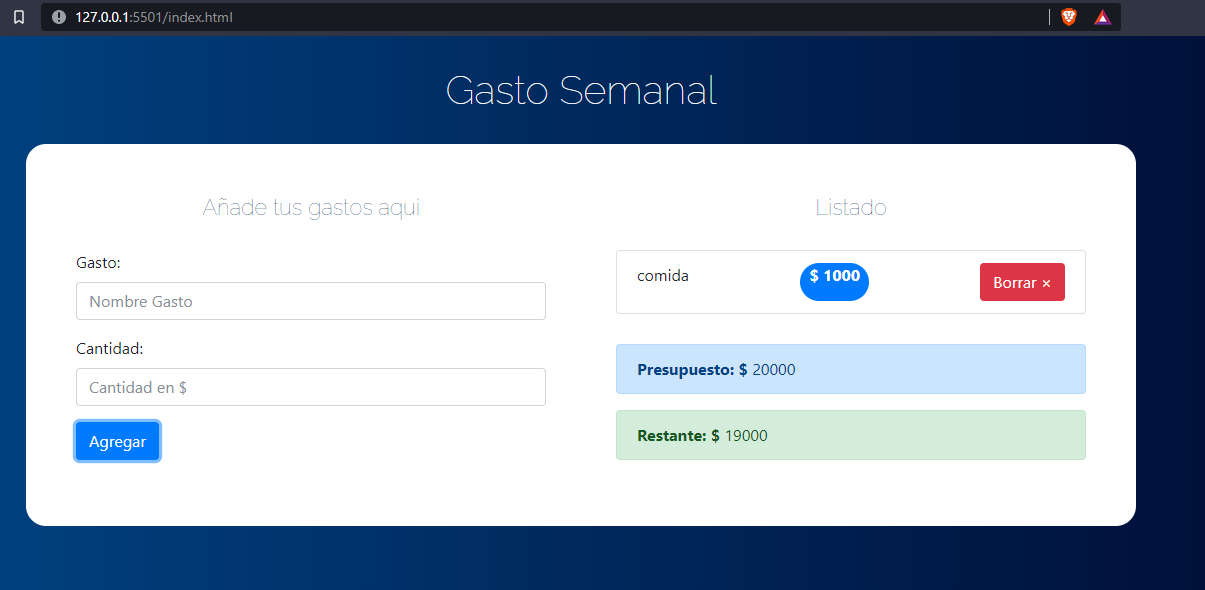 127.0.0.1:5501/index.html
Gasto Semanal
Añade tus gastos aqui
Gasto:
Nombre Gasto
Cantidad:
Cantidad en $
Agregar
Listado
comida
$ 1000
Borrar ×
Presupuesto: $ 20000
Restante: $ 19000